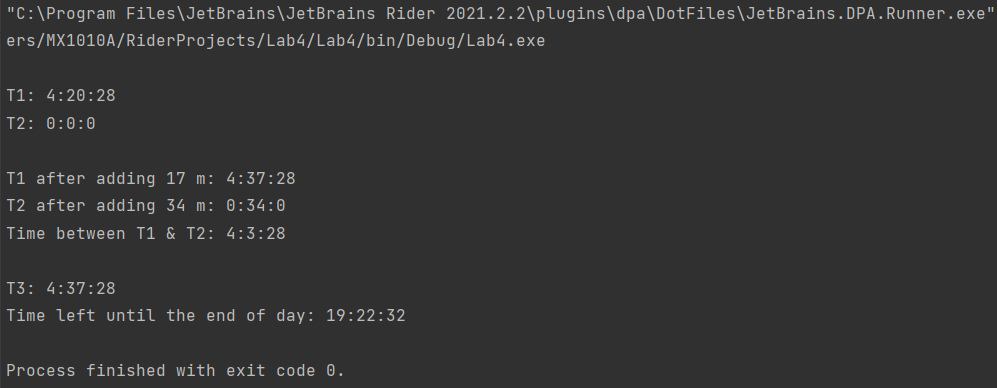 "C:\Program Files\JetBrains\JetBrains Rider 2021.2.2\plugins\dpa\DotFiles\JetBrains.DPA.Runner.exe"
ers/MX1010A/RiderProjects/Lab4/Lab4/bin/Debug/Lab4.exe
T1: 4:20:28
T2: 0:0:0
T1 after adding 17 m: 4:37:28
T2 after adding 34 m: 0:34:0
Time between T1 & T2: 4:3:28
T3: 4:37:28
Time left until the end of day: 19:22:32
Process finished with exit code 0.